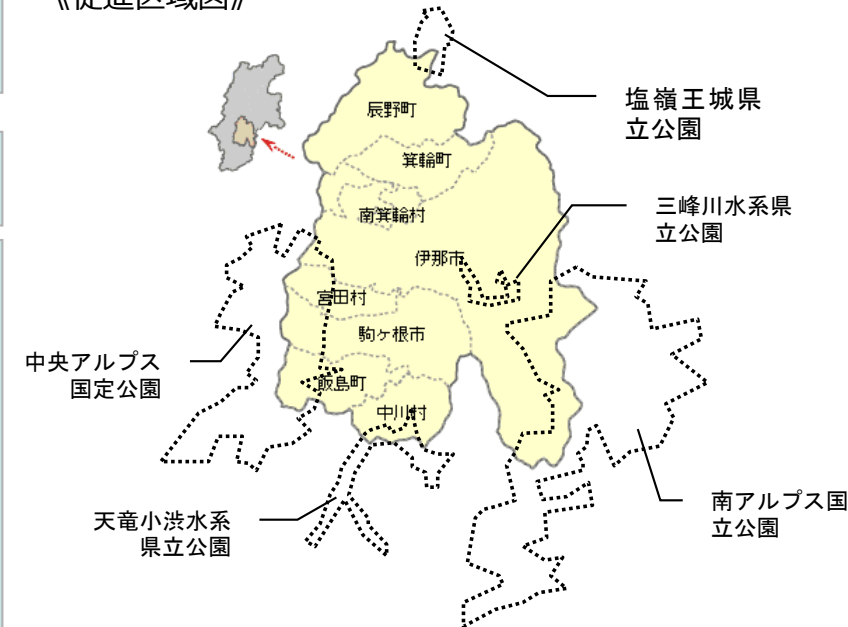 《促進区域図》
塩嶺王城県
立公園
辰野町
箕輪町
三峰川水系県
立公園
南箕輪村
伊那市
宮田村
駒ヶ根市
中央アルプス
国定公園
飯島町
中川村
天竜小渋水系
県立公園
南アルプス国
立公園